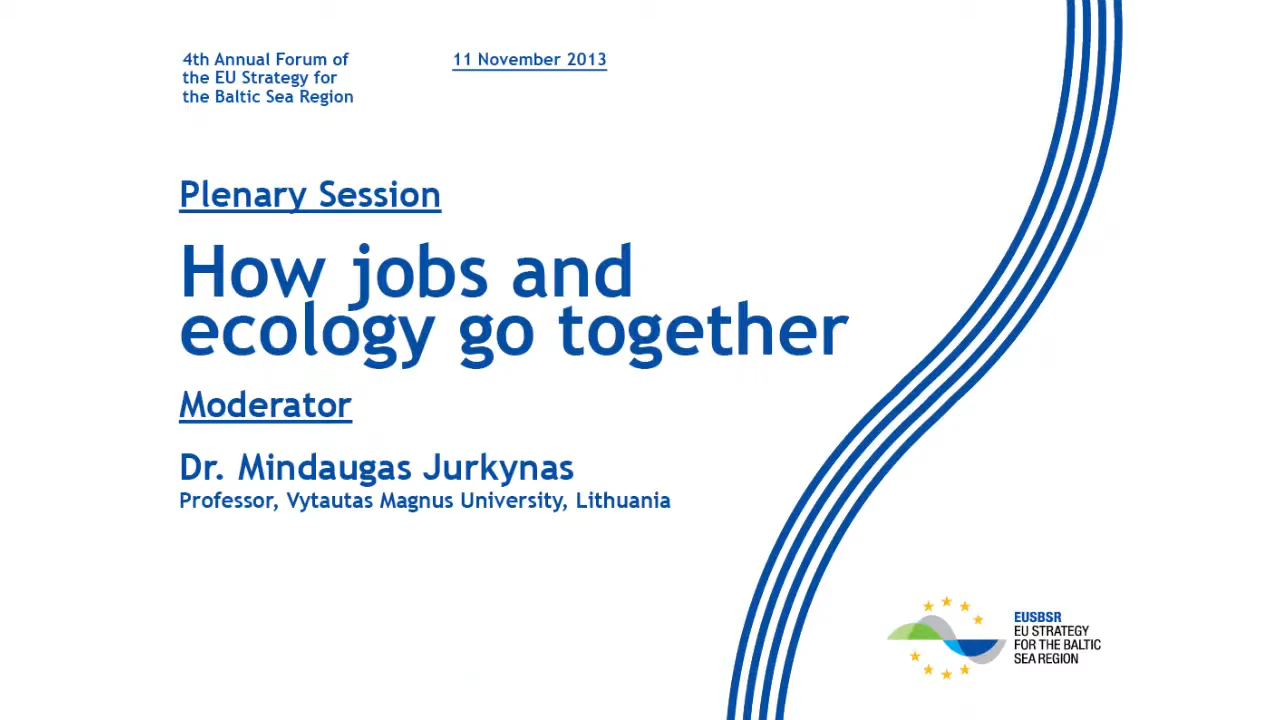 4th Annual Forum of
the EU Strategy for
the Baltic Sea Region
11 November 2013
Plenary Session
How jobs and
ecology go together
Moderator
Dr. Mindaugas Jurkynas
Professor, Vytautas Magnus University, Lithuania
EUSBSR
EU STRATEGY
FOR THE BALTIC
SEA REGION